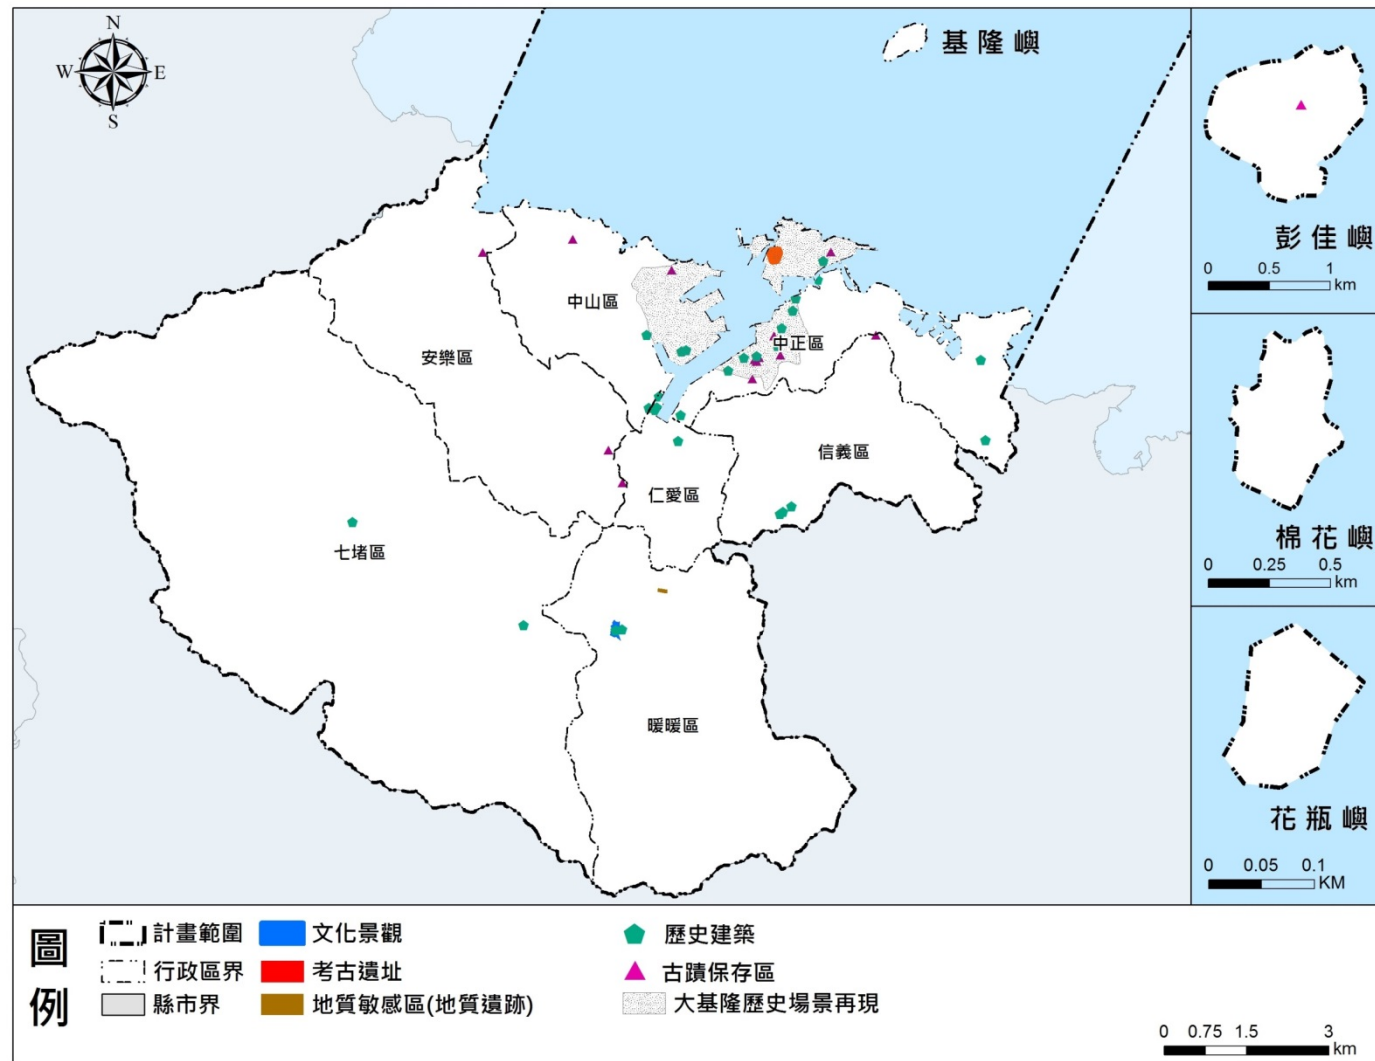 N
W E
S
基隆嶼
彭佳嶼
0 0.5 1
km
中山區
中正區
安樂區
信義區
仁愛區
七堵區
暖暖區
棉花嶼
0 0.25 0.5
km
花瓶嶼
0 0.05 0.1
KM
圖例
計畫範圍
行政區界
縣市界
文化景觀
考古遺址
地質敏感區(地質遺跡)
歷史建築
古蹟保存區
大基隆歷史場景再現
0 0.75 1.5 3
km